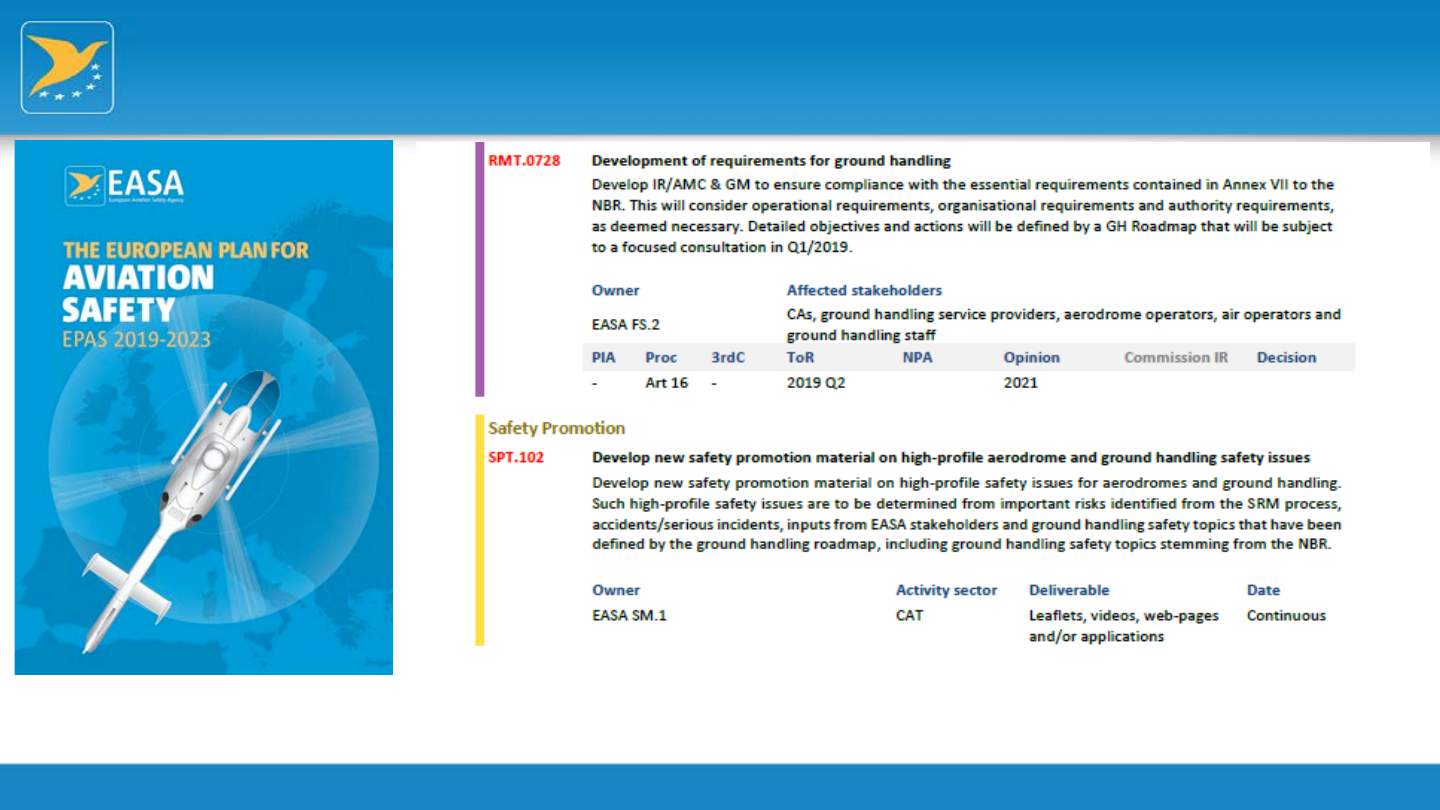 EASA
European Aviation Safety Agency
THE EUROPEAN PLAN FOR
AVIATION
SAFETY
EPAS 2019-2023
RMT.0728 Development of requirements for ground handling
Develop IR/AMC & GM to ensure compliance with the essential requirements contained in Annex VII to the
NBR. This will consider operational requirements, organisational requirements and authority requirements,
as deemed necessary. Detailed objectives and actions will be defined by a GH Roadmap that will be subject
to a focused consultation in Q1/2019.
Owner Affected stakeholders
EASA FS.2 CAs, ground handling service providers, aerodrome operators, air operators and
ground handling staff
PIA Proc 3rdC ToR NPA Opinion Commission IR Decision
- Art 16 - 2019 Q2 2021
Safety Promotion
SPT.102 Develop new safety promotion material on high-profile aerodrome and ground handling safety issues
Develop new safety promotion material on high-profile safety issues for aerodromes and ground handling.
Such high-profile safety issues are to be determined from important risks identified from the SRM process,
accidents/serious incidents, inputs from EASA stakeholders and ground handling safety topics that have been
defined by the ground handling roadmap, including ground handling safety topics stemming from the NBR.
Owner Activity sector Deliverable Date
EASA SM.1 CAT Leaflets, videos, web-pages Continuous
and/or applications